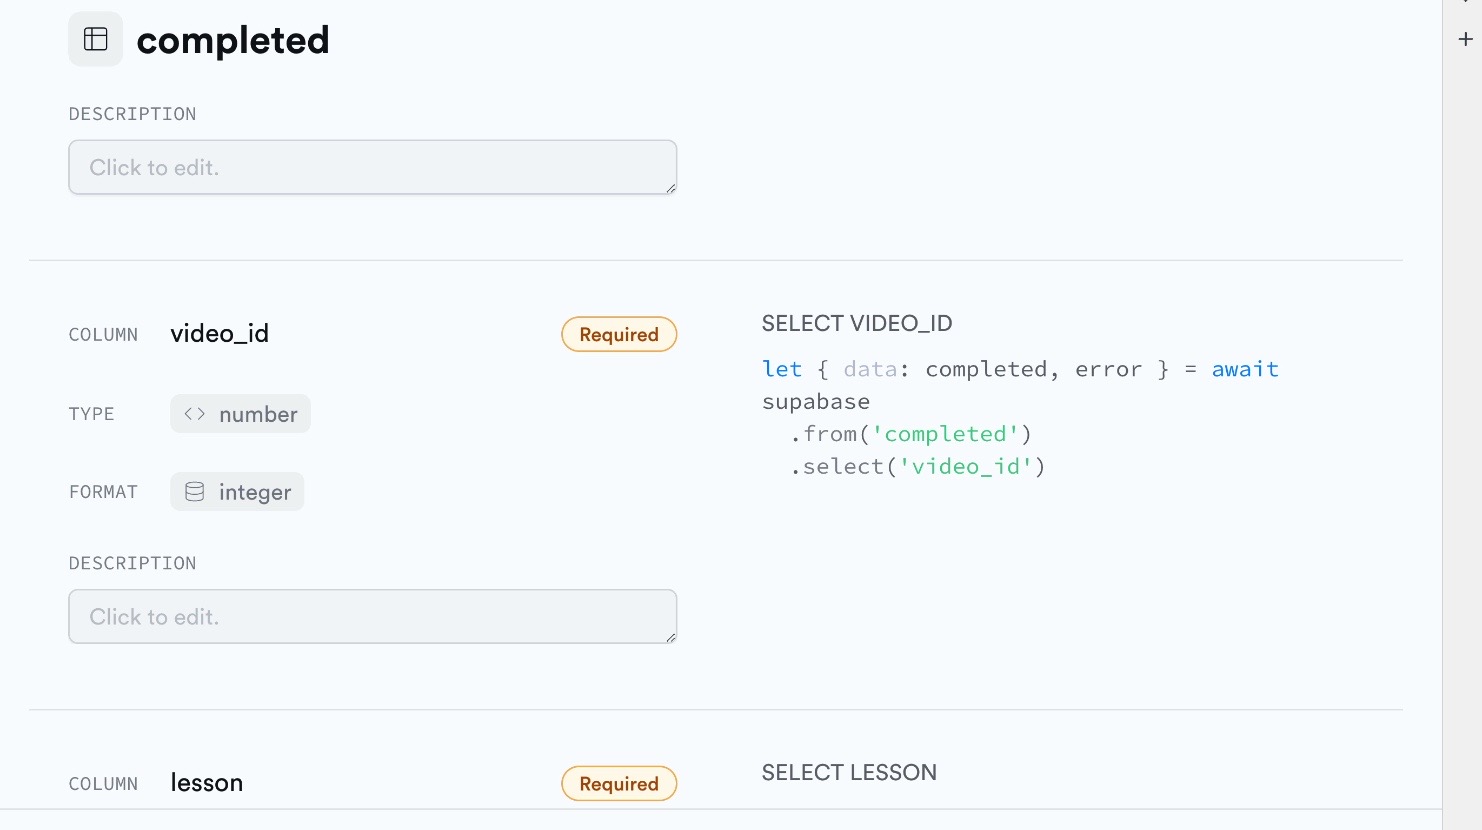 completed
DESCRIPTION
Click to edit.
COLUMN video_id Required
TYPE <> number
FORMAT integer
DESCRIPTION
Click to edit.
SELECT VIDEO_ID
let { data: completed, error } = await
supabase
.from('completed')
.select('video_id')
COLUMN lesson Required
SELECT LESSON